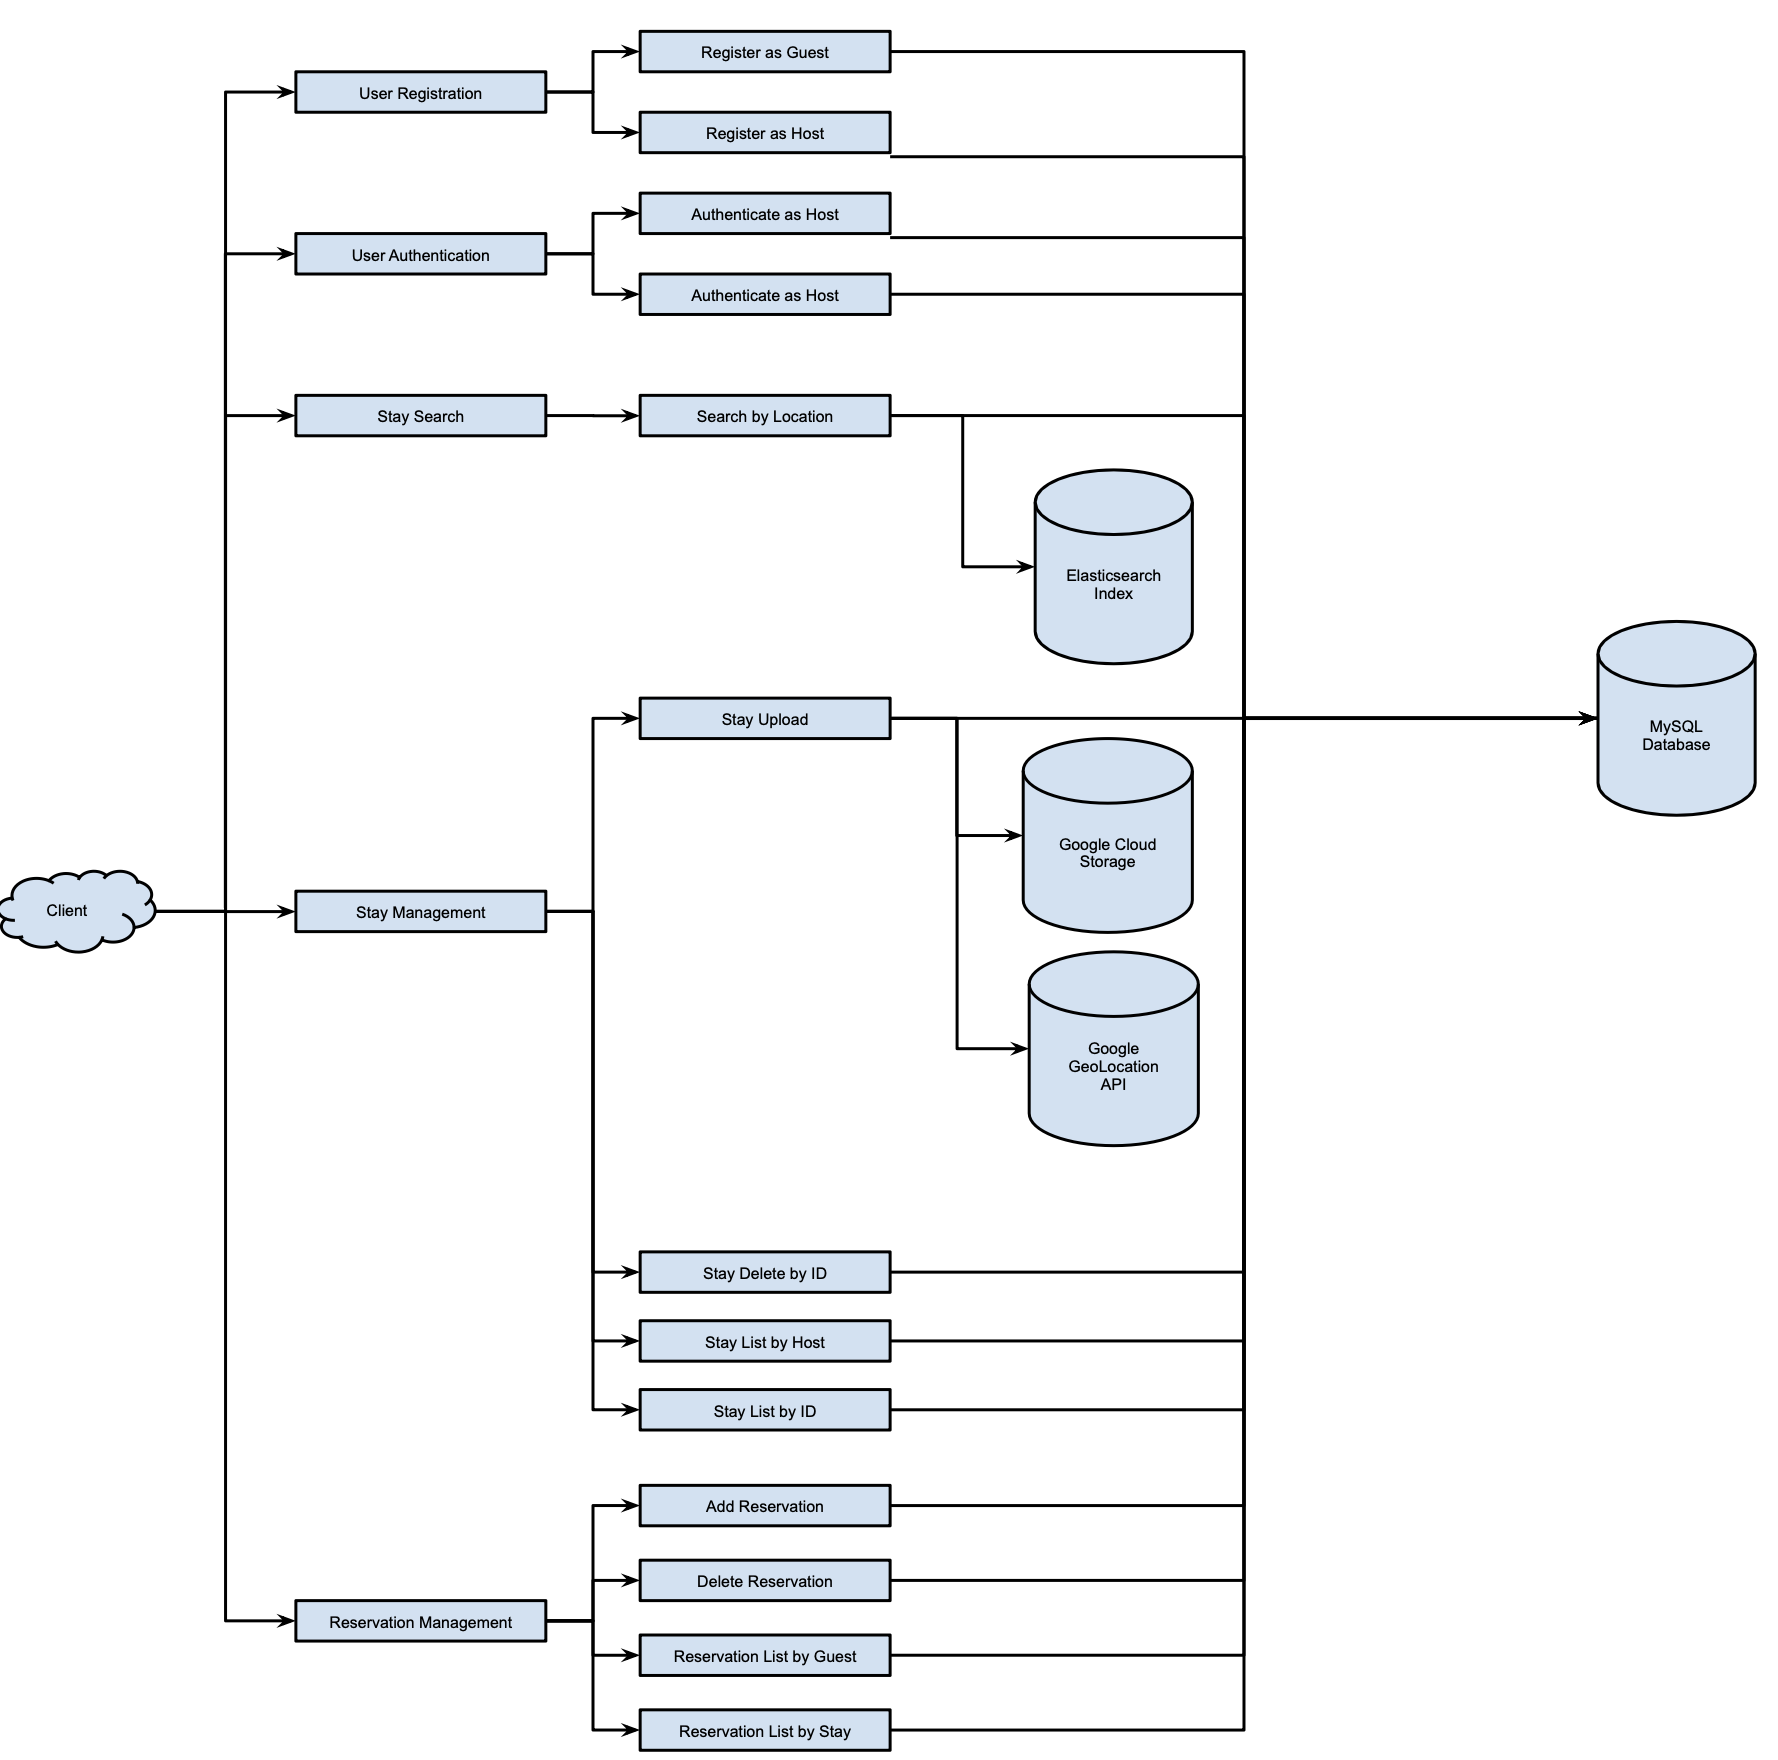 Register as Guest
User Registration
Register as Host
Authenticate as Host
User Authentication
Authenticate as Host
Stay Search
Search by Location
Elasticsearch
Index
Stay Upload
MySQL
Database
Google Cloud
Storage
Client
Stay Management
Google
GeoLocation
API
Stay Delete by ID
Stay List by Host
Stay List by ID
Add Reservation
Delete Reservation
Reservation Management
Reservation List by Guest
Reservation List by Stay